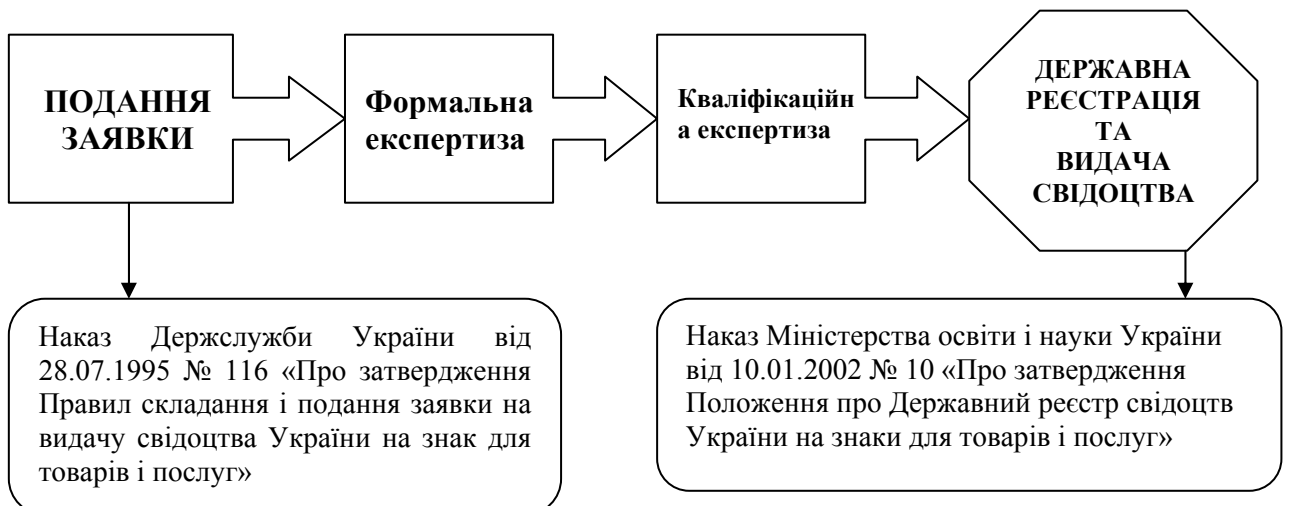 ПОДАННЯ
ЗАЯВКИ
Формальна
експертиза
Кваліфікаційн
а експертиза
ДЕРЖАВНА
РЕЄСТРАЦІЯ
ТА
ВИДАЧА
СВІДОЦТВА
Наказ Держслужби України від
28.07.1995 № 116 «Про затвердження
Правил складання і подання заявки на
видачу свідоцтва України на знак для
товарів і послуг»
Наказ Міністерства освіти і науки України
від 10.01.2002 № 10 «Про затвердження
Положення про Державний реєстр свідоцтв
України на знаки для товарів і послуг»